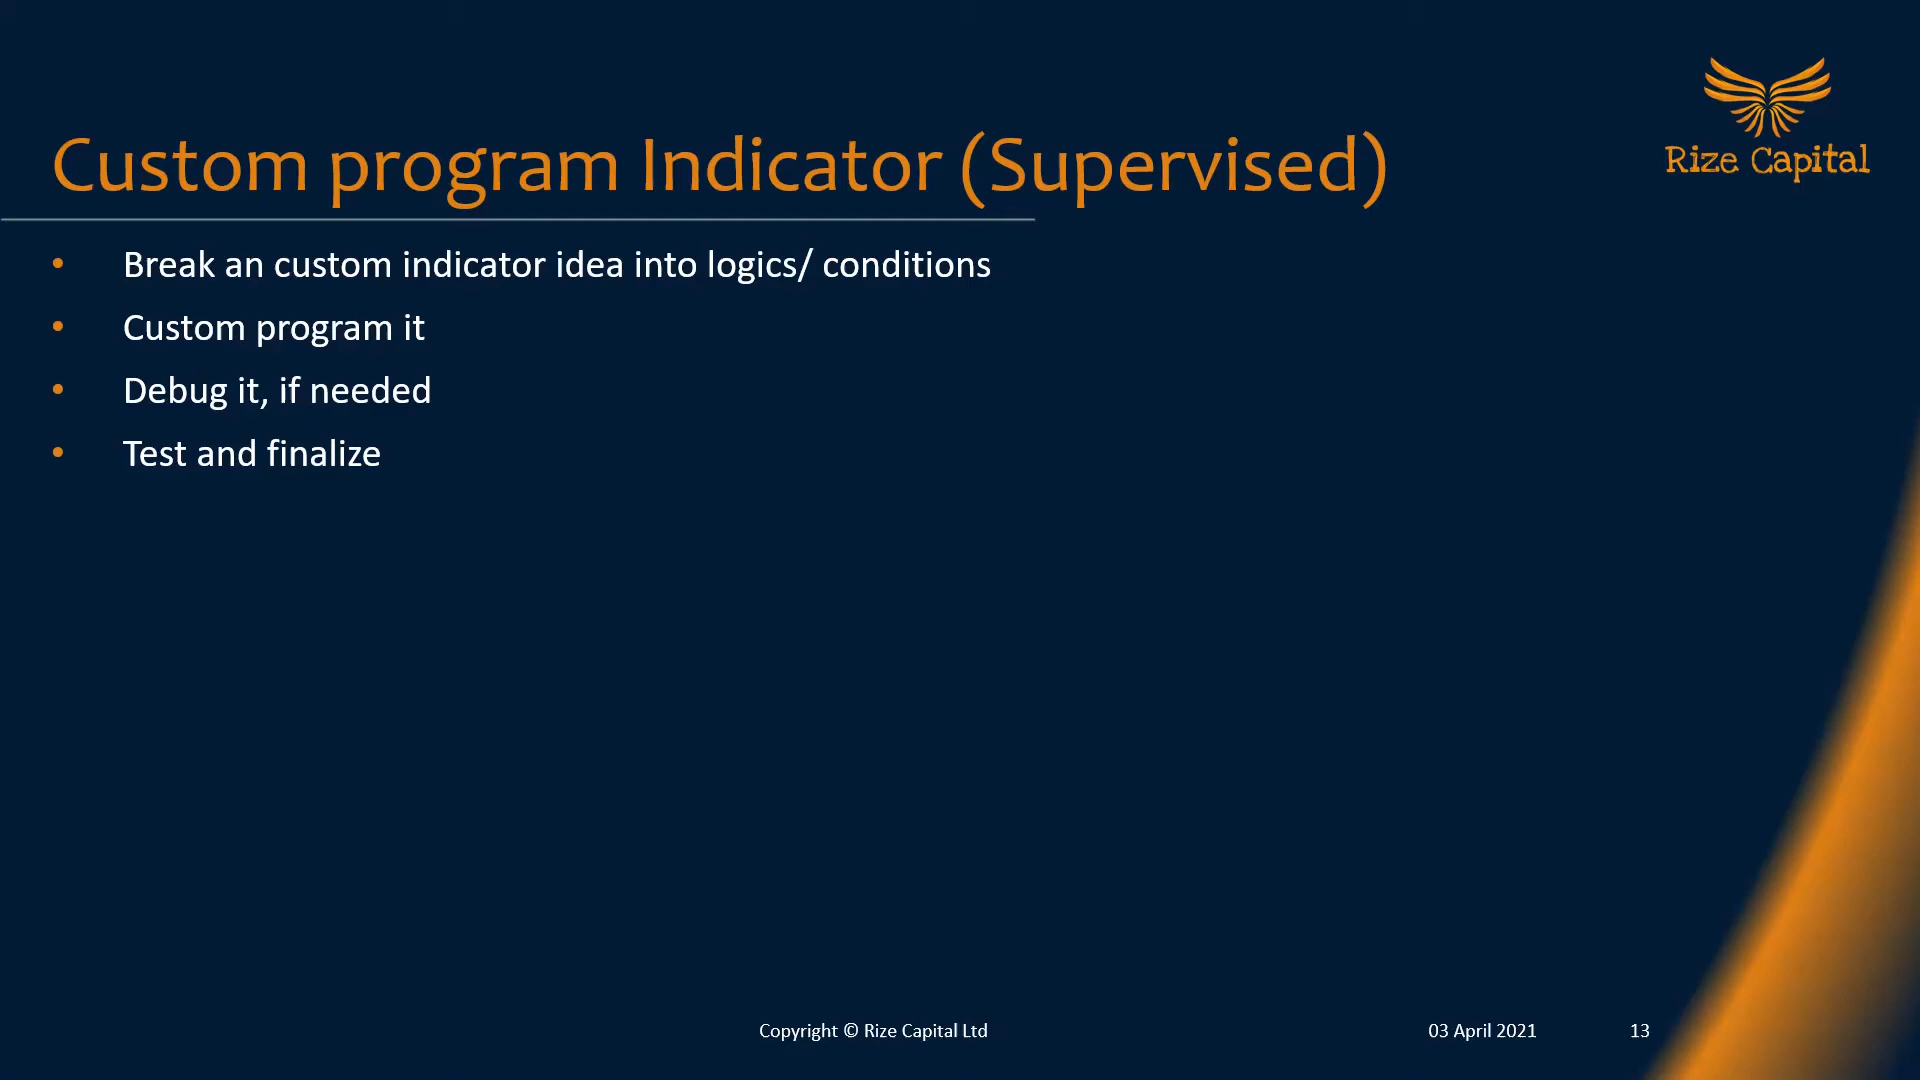 Rize Capital
Custom program Indicator (Supervised)
• Break an custom indicator idea into logics/ conditions
• Custom program it
• Debug it, if needed
• Test and finalize
Copyright © Rize Capital Ltd
03 April 2021
13